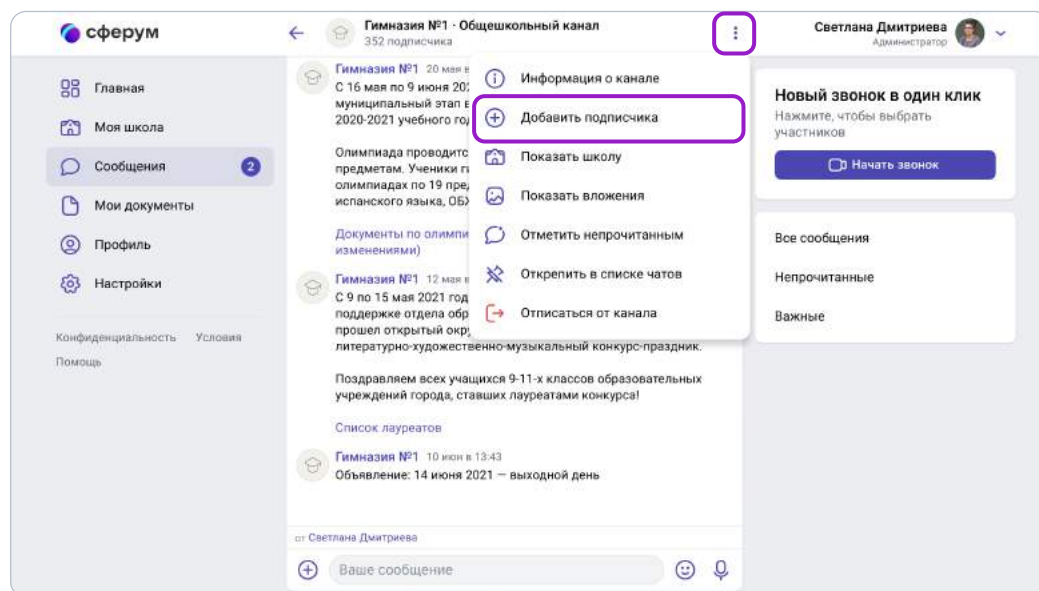 сферум
Гимназия №1 · Общешкольный канал
352 подписчика
Светлана Дмитриева
Администратор
Главная
Моя школа
Сообщения 2
Мои документы
Профиль
Настройки
Конфиденциальность Условия
Помощь
Гимназия №1 20 мая в
С 16 мая по 9 июня 202
муниципальный этап в
2020-2021 учебного го
Олимпиада проводитс
предметам. Ученики г
олимпиадах по 19 пре
испанского языка, ОБ
Документы по олимпи
изменениями)
Гимназия №1 12 мая в
С 9 по 15 мая 2021 год
поддержке отдела обр
прошел открытый окр
литературно-художественно-музыкальный конкурс-праздник.
Поздравляем всех учащихся 9-11-х классов образовательных
учреждений города, ставших лауреатами конкурса!
Список лауреатов
Гимназия №1 10 июн в 13:43
Объявление: 14 июня 2021 — выходной день
от Светлана Дмитриева
Ваше сообщение
Информация о канале
Добавить подписчика
Показать школу
Показать вложения
Отметить непрочитанным
Открепить в списке чатов
Отписаться от канала
Новый звонок в один клик
Нажмите, чтобы выбрать
участников
Начать звонок
Все сообщения
Непрочитанные
Важные